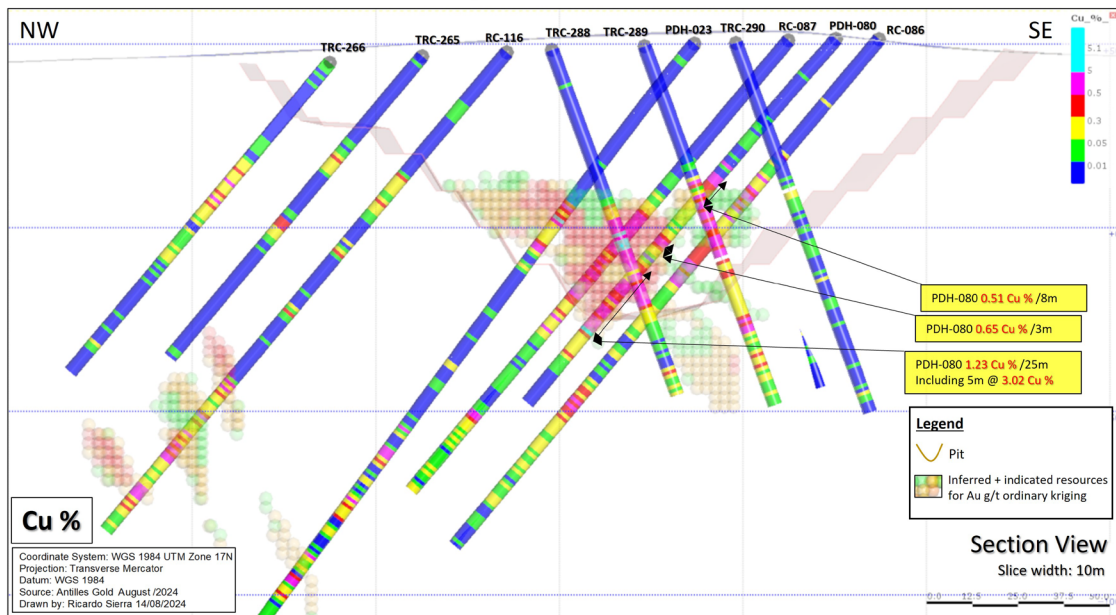 NW
SE
TRC-266
TRC-265
RC-116
TRC-288
TRC-289
PDH-023
TRC-290
RC-087
PDH-080
RC-086
Cu_%_
5.1
5
0.5
0.3
0.05
0.01
PDH-080 0.51 Cu % /8m
PDH-080 0.65 Cu % /3m
PDH-080 1.23 Cu % /25m
Including 5m @ 3.02 Cu %
Legend
Pit
Inferred + indicated resources
for Au g/t ordinary kriging
Cu %
Coordinate System: WGS 1984 UTM Zone 17N
Projection: Transverse Mercator
Datum: WGS 1984
Source: Antilles Gold August /2024
Drawn by: Ricardo Sierra 14/08/2024
Section View
Slice width: 10m
0.0 12.5 25.0 37.5 50.0